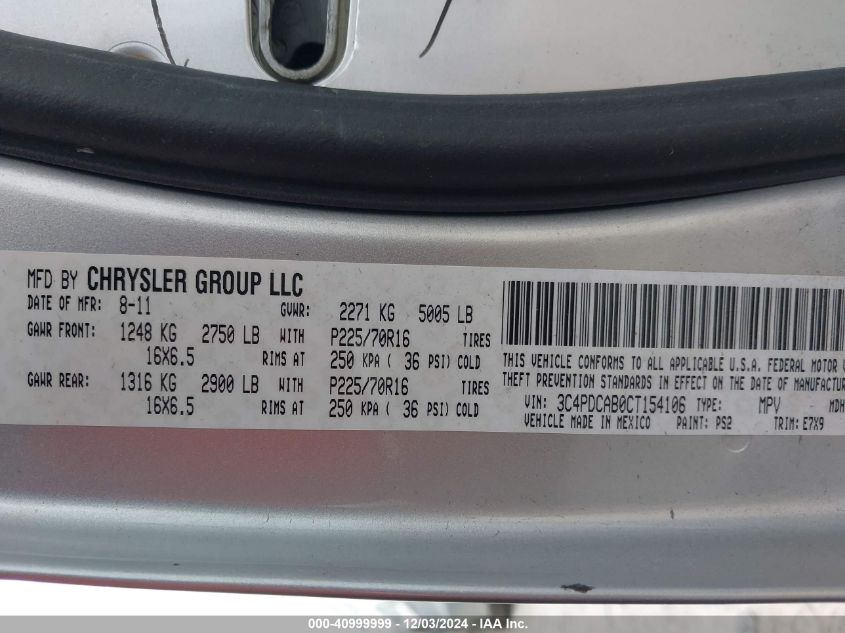 MFD BY CHRYSLER GROUP LLC
DATE OF MFR: 8-11 GVWR: 2271 KG 5005 LB
GAWR FRONT: 1248 KG 2750 LB WITH P225/70R16 TIRES
16X6.5 RIMS AT 250 KPA ( 36 PSI) COLD
GAWR REAR: 1316 KG 2900 LB WITH P225/70R16 TIRES
16X6.5 RIMS AT 250 KPA ( 36 PSI) COLD
THIS VEHICLE CONFORMS TO ALL APPLICABLE U.S.A. FEDERAL MOTOR
THEFT PREVENTION STANDARDS IN EFFECT ON THE DATE OF MANUFACTUR
VIN: 3C4PDCAB0CT154106 TYPE: MPV MDH
VEHICLE MADE IN MEXICO PAINT: PS2 TRIM: E7X9
000-40999999 - 12/03/2024 - IAA Inc.